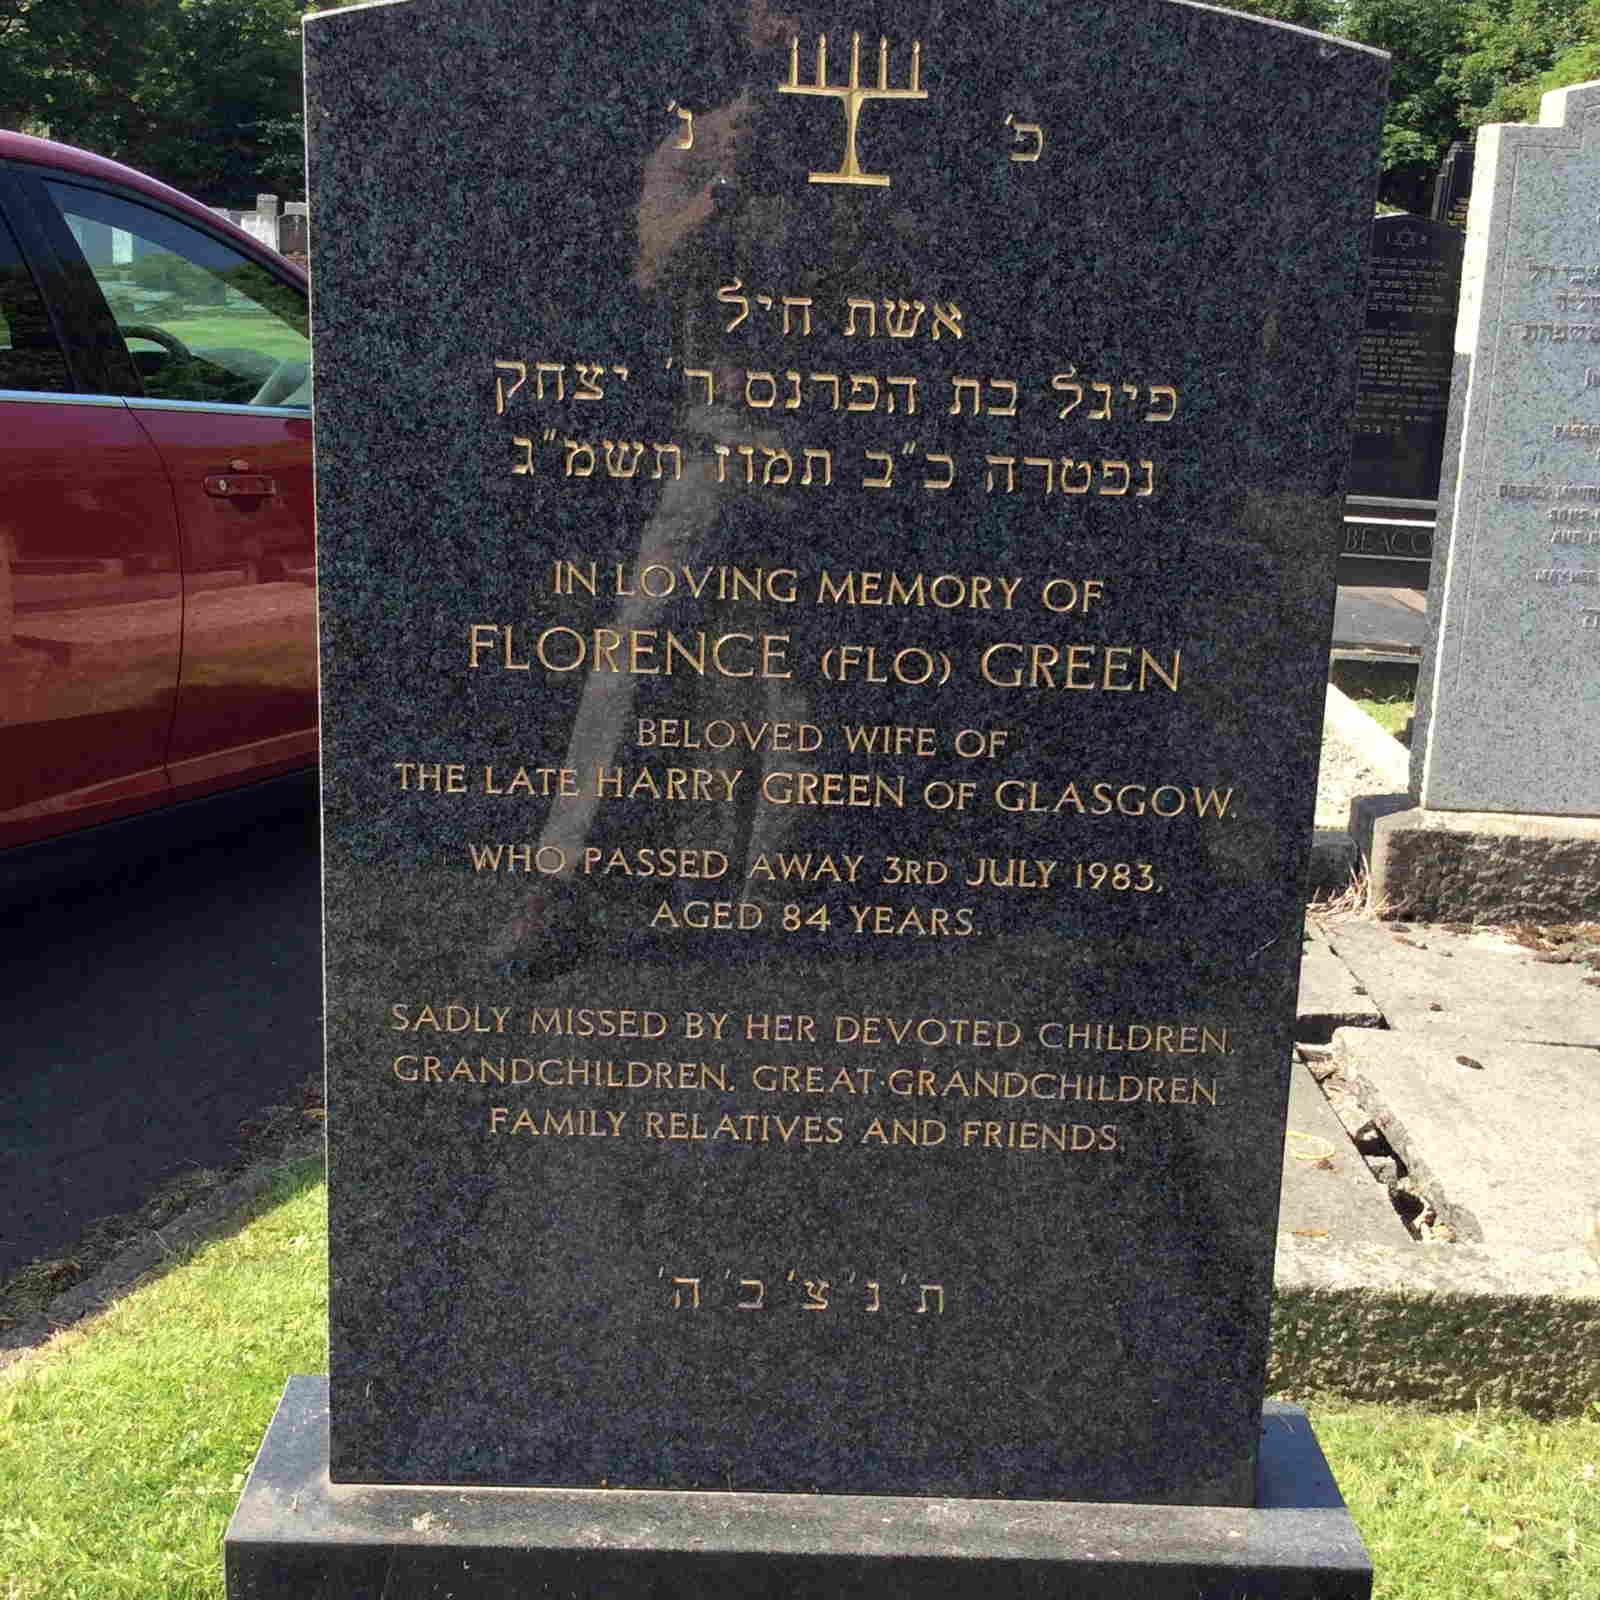 פ׳ נ׳
אשת חיל
פיגל בת הפרנס ר׳ יצחק
נפטרה כ״ב תמוז תשמ״ג
IN LOVING MEMORY OF
FLORENCE (FLO) GREEN
BELOVED WIFE OF
THE LATE HARRY GREEN OF GLASGOW.
WHO PASSED AWAY 3RD JULY 1983,
AGED 84 YEARS.
SADLY MISSED BY HER DEVOTED CHILDREN,
GRANDCHILDREN, GREAT-GRANDCHILDREN.
FAMILY RELATIVES AND FRIENDS.
ת׳ נ׳ צ׳ ב׳ ה׳
BEACO